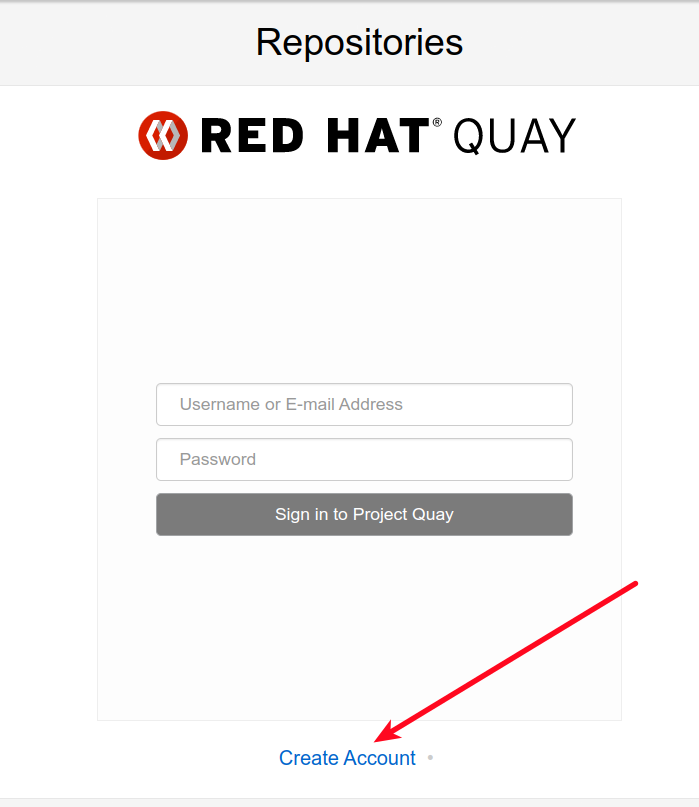 Repositories
RED HAT® QUAY
Username or E-mail Address
Password
Sign in to Project Quay
Create Account •